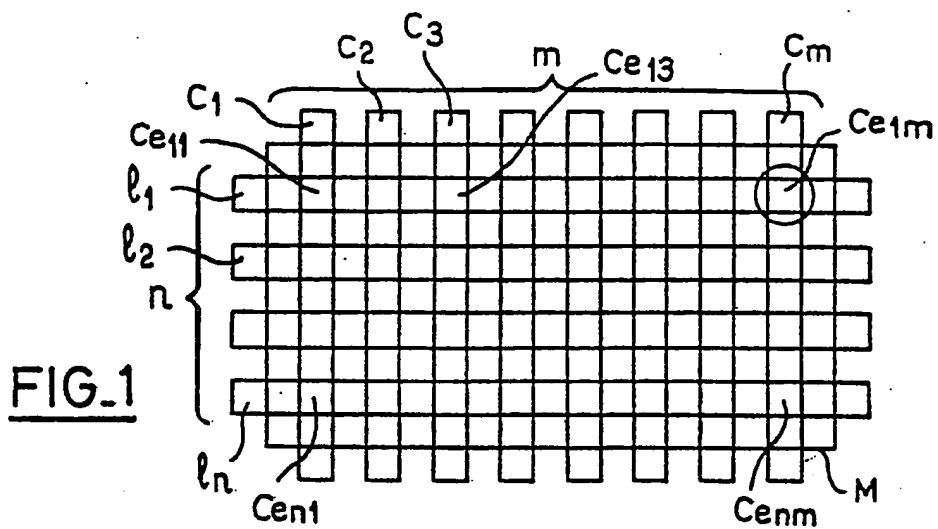 C1 C2 C3 m Ce13 Cm
Ce11 Ce1m
l1
l2
n
FIG_1
ln Cen1 Cenm M